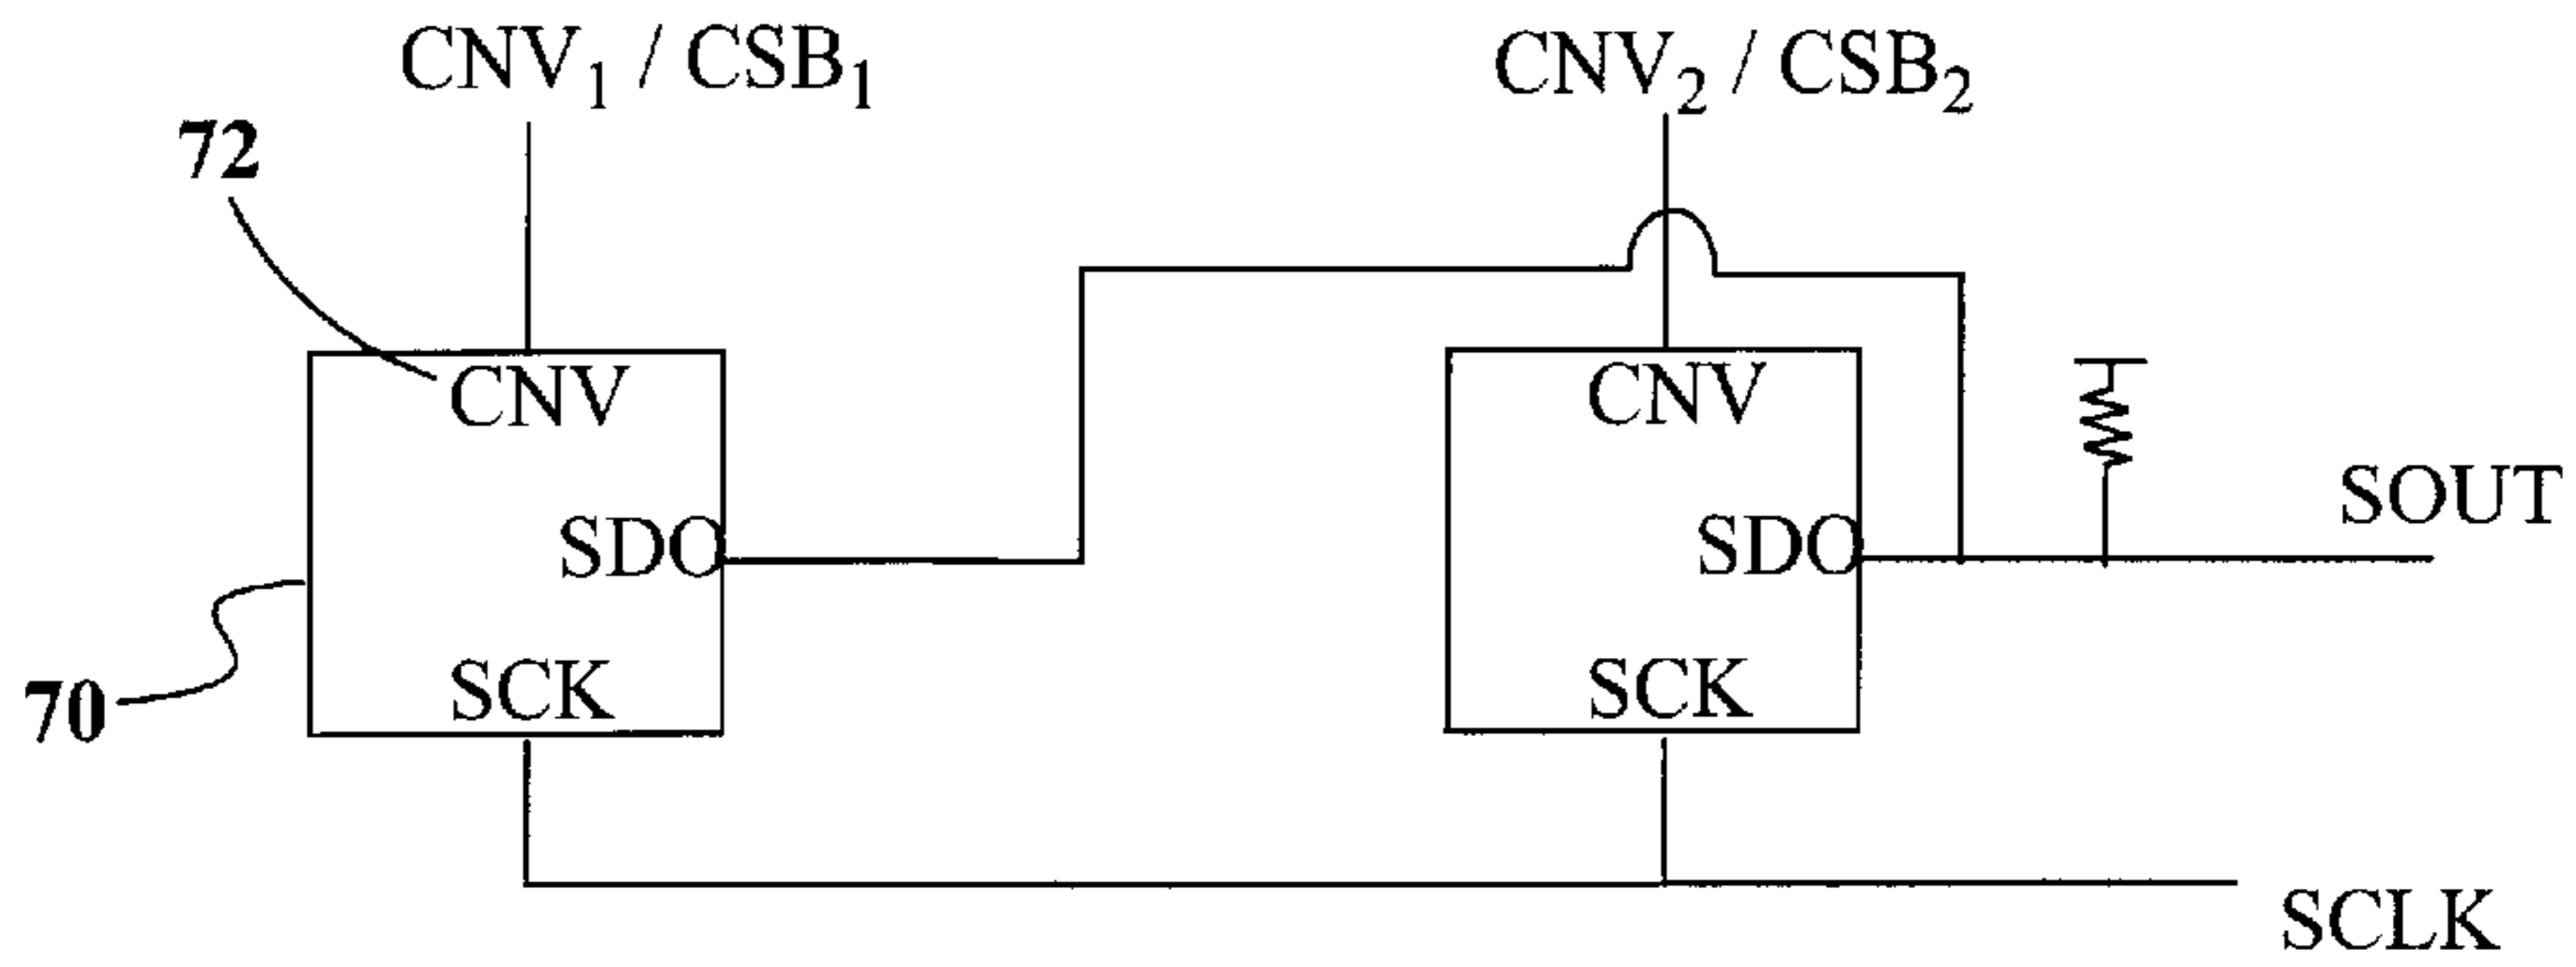 CNV₁ / CSB₁
CNV₂ / CSB₂
72
CNV
CNV
SDO
SDO
SOUT
70
SCK
SCK
SCLK